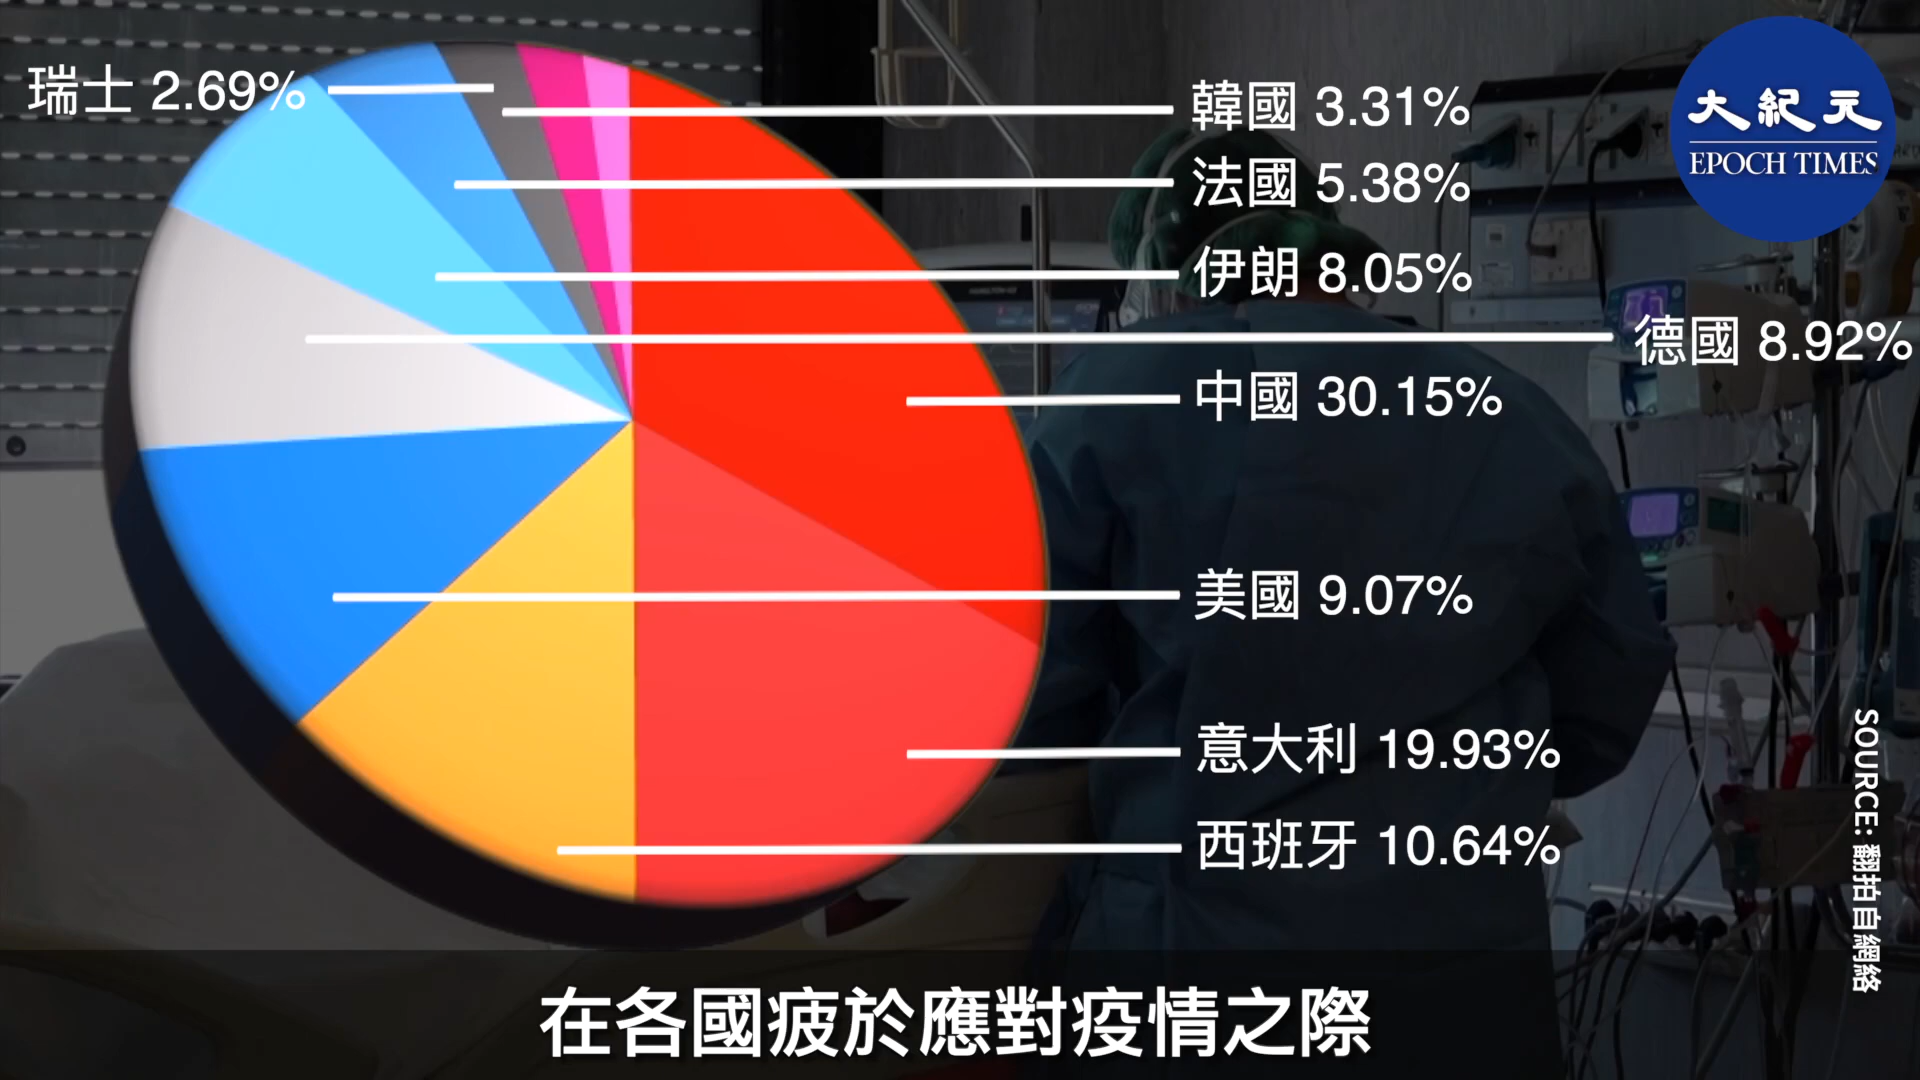 瑞士 2.69%
韓國 3.31%
法國 5.38%
伊朗 8.05%
德國 8.92%
中國 30.15%
美國 9.07%
意大利 19.93%
西班牙 10.64%
大紀元
EPOCH TIMES
SOURCE: 翻拍自網絡
在各國疲於應對疫情之際